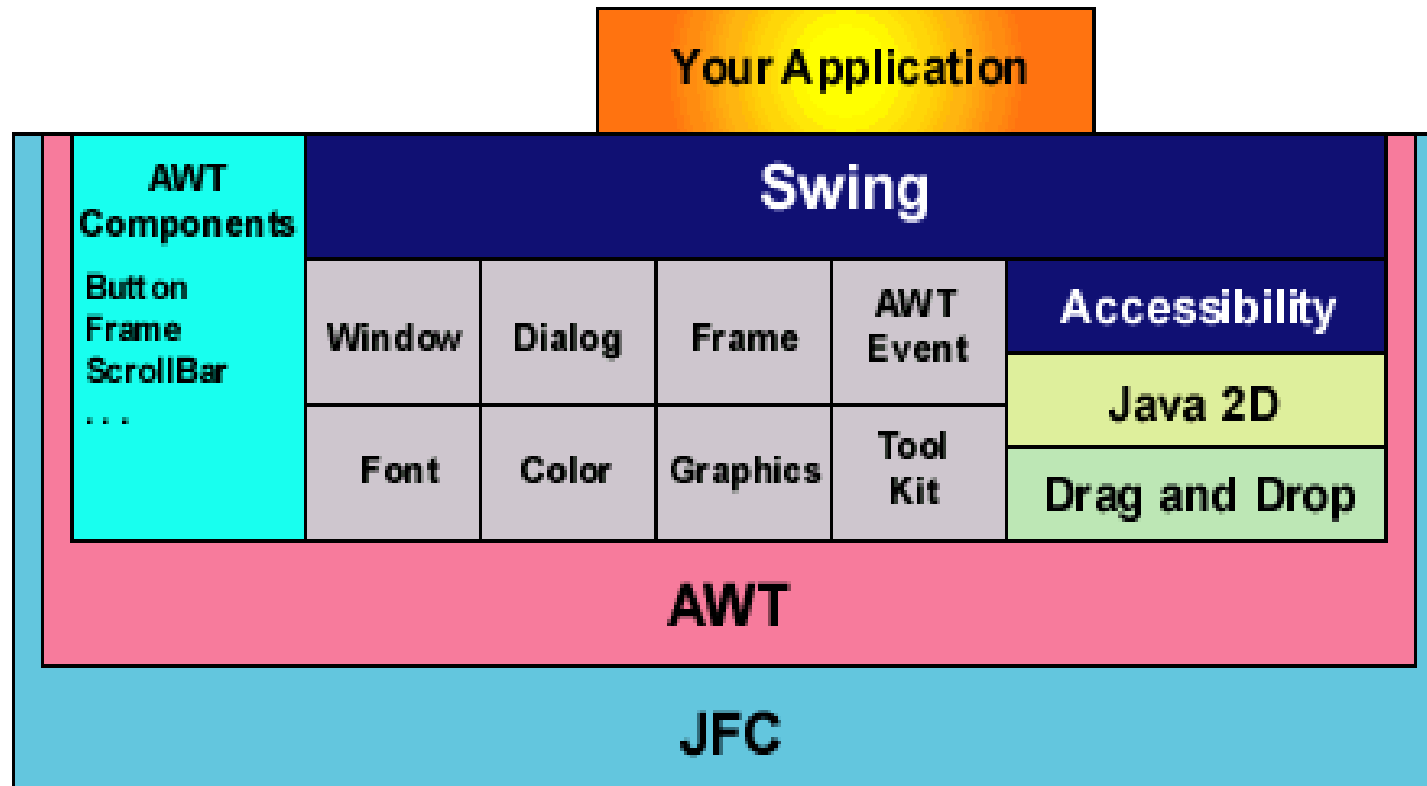 Your Application
AWT
Components
Button
Frame
ScrollBar
. . .
Swing
Window
Dialog
Frame
AWT
Event
Font
Color
Graphics
Tool
Kit
Accessibility
Java 2D
Drag and Drop
AWT
JFC